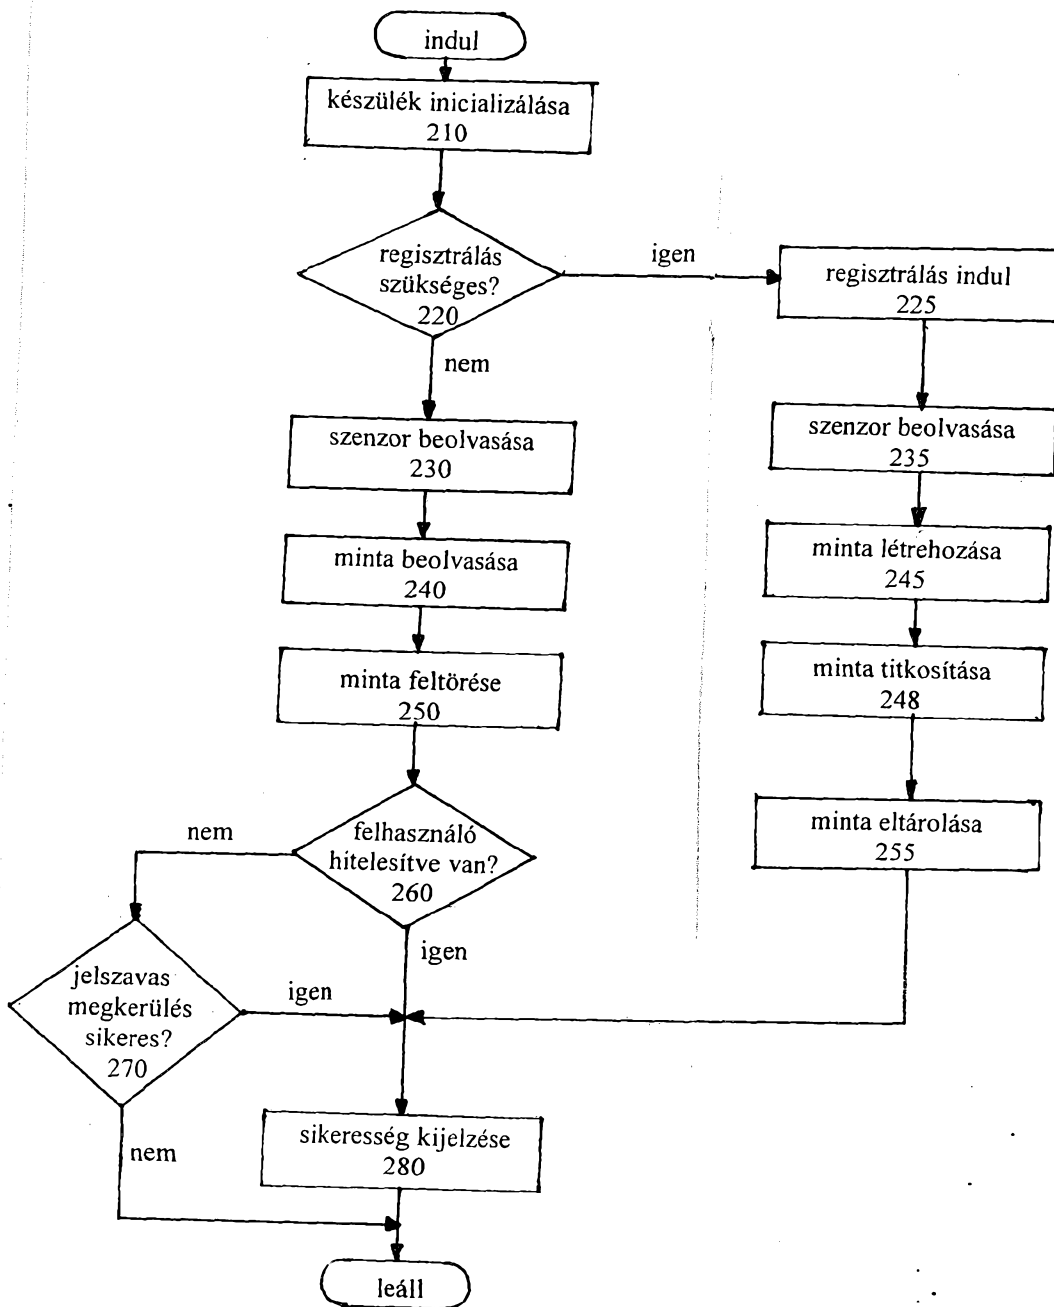 indul
készülék inicializálása
210
regisztrálás
szükséges?
220
igen
nem
regisztrálás indul
225
szenzor beolvasása
230
szenzor beolvasása
235
minta beolvasása
240
minta létrehozása
245
minta feltörése
250
minta titkosítása
248
minta eltárolása
255
felhasználó
hítelesítve van?
260
nem
igen
jelszavas
megkerülés
sikeres?
270
igen
nem
sikeresség kijelzése
280
leáll